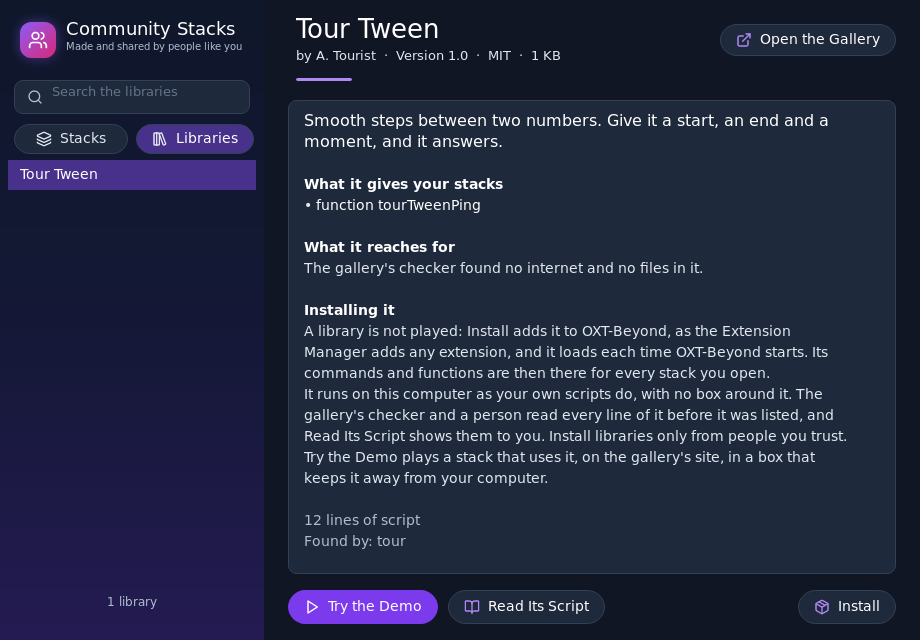 Community Stacks
Made and shared by people like you
Search the libraries
Stacks
Libraries
Tour Tween
1 library
Tour Tween
by A. Tourist · Version 1.0 · MIT · 1 KB
Open the Gallery
Smooth steps between two numbers. Give it a start, an end and a
moment, and it answers.
What it gives your stacks
• function tourTweenPing
What it reaches for
The gallery's checker found no internet and no files in it.
Installing it
A library is not played: Install adds it to OXT-Beyond, as the Extension
Manager adds any extension, and it loads each time OXT-Beyond starts. Its
commands and functions are then there for every stack you open.
It runs on this computer as your own scripts do, with no box around it. The
gallery's checker and a person read every line of it before it was listed, and
Read Its Script shows them to you. Install libraries only from people you trust.
Try the Demo plays a stack that uses it, on the gallery's site, in a box that
keeps it away from your computer.
12 lines of script
Found by: tour
Try the Demo
Read Its Script
Install